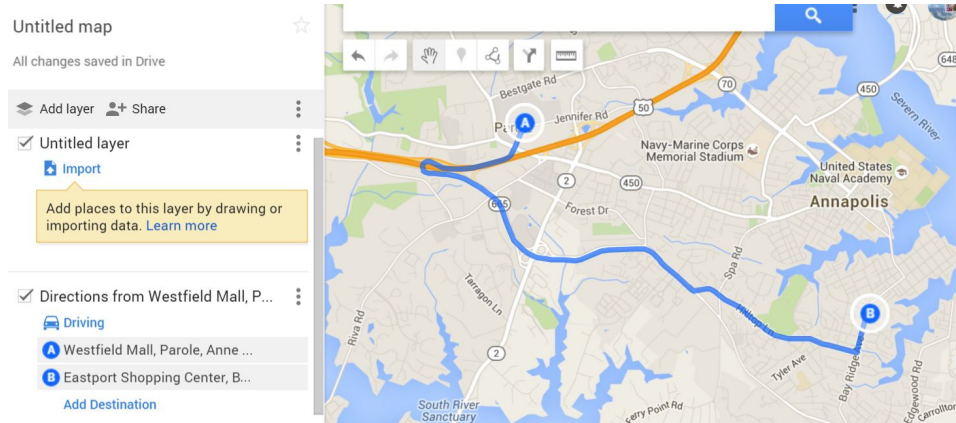 Untitled map
All changes saved in Drive
Add layer
Share
Untitled layer
Import
Add places to this layer by drawing or
importing data. Learn more
Directions from Westfield Mall, P...
Driving
A Westfield Mall, Parole, Anne ...
B Eastport Shopping Center, B...
Add Destination
648
Bestgate Rd
70
50
450
Severn River
A
Jennifer Rd
Navy-Marine Corps
Memorial Stadium
United States
Naval Academy
2
450
Annapolis
665
Forest Dr
Spa Rd
Tarragon Ln
Riva Rd
Hilltop Ln
B
2
Tyler Ave
Bay Ridge Ave
Edgewood Rd
South River
Sanctuary
Ferry Point Rd